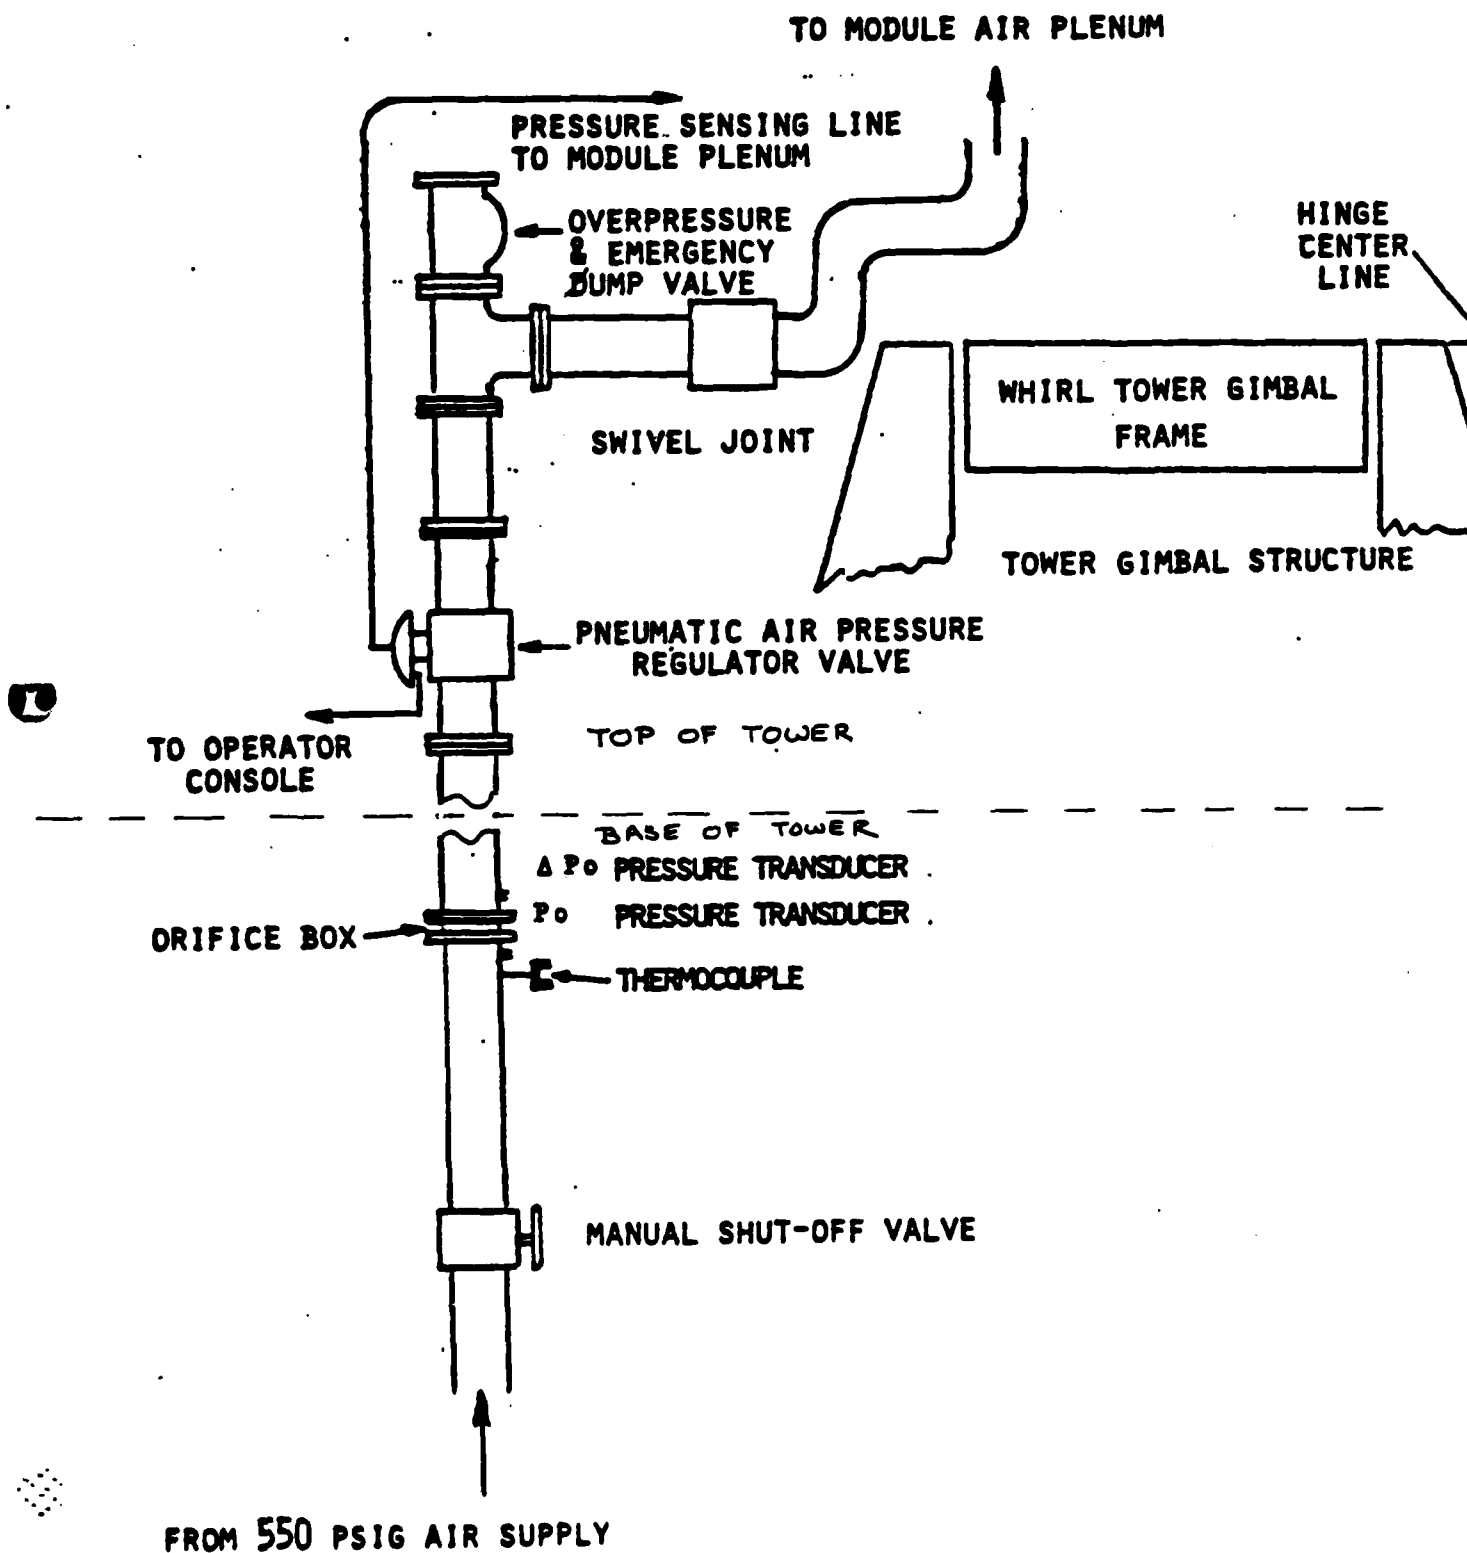 TO MODULE AIR PLENUM
PRESSURE SENSING LINE
TO MODULE PLENUM
OVERPRESSURE
& EMERGENCY
DUMP VALVE
HINGE
CENTER
LINE
WHIRL TOWER GIMBAL
FRAME
SWIVEL JOINT
TOWER GIMBAL STRUCTURE
PNEUMATIC AIR PRESSURE
REGULATOR VALVE
TO OPERATOR
CONSOLE
TOP OF TOWER
BASE OF TOWER
Δ Po PRESSURE TRANSDUCER
Po PRESSURE TRANSDUCER
ORIFICE BOX
THERMOCOUPLE
MANUAL SHUT-OFF VALVE
FROM 550 PSIG AIR SUPPLY